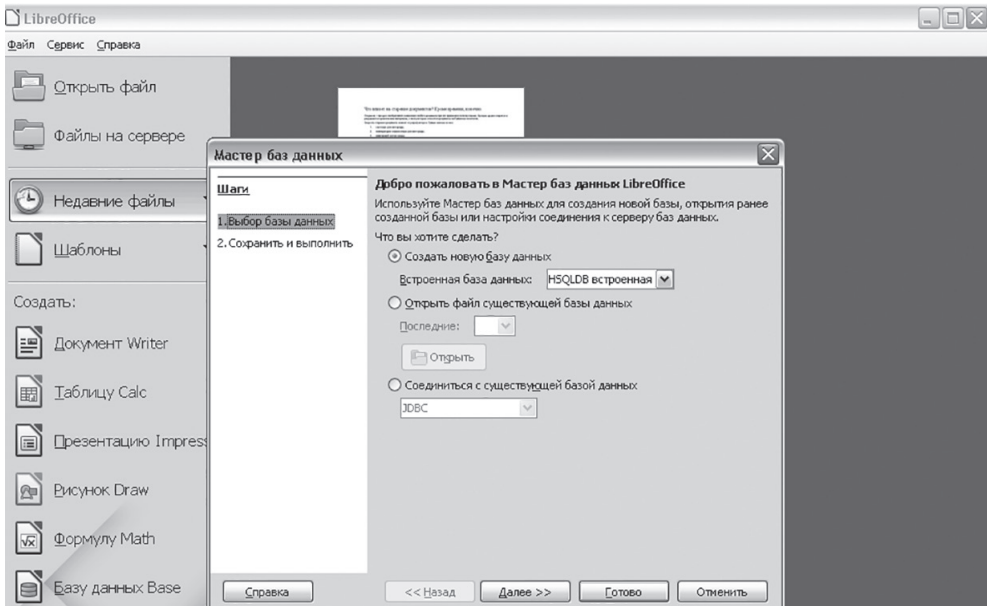 LibreOffice
Файл Сервис Справка
Открыть файл
Файлы на сервере
Недавние файлы
Шаблоны
Создать:
Документ Writer
Таблицу Calc
Презентацию Impress
Рисунок Draw
Формулу Math
Базу данных Base
Мастер баз данных
Шаги
1.Выбор базы данных
2.Сохранить и выполнить
Добро пожаловать в Мастер баз данных LibreOffice
Используйте Мастер баз данных для создания новой базы, открытия ранее
созданной базы или настройки соединения к серверу баз данных.
Что вы хотите сделать?
Создать новую базу данных
Встроенная база данных: HSQLDB встроенная
Открыть файл существующей базы данных
Последние:
Открыть
Соединиться с существующей базой данных
JDBC
Справка << Назад Далее >> Готово Отменить